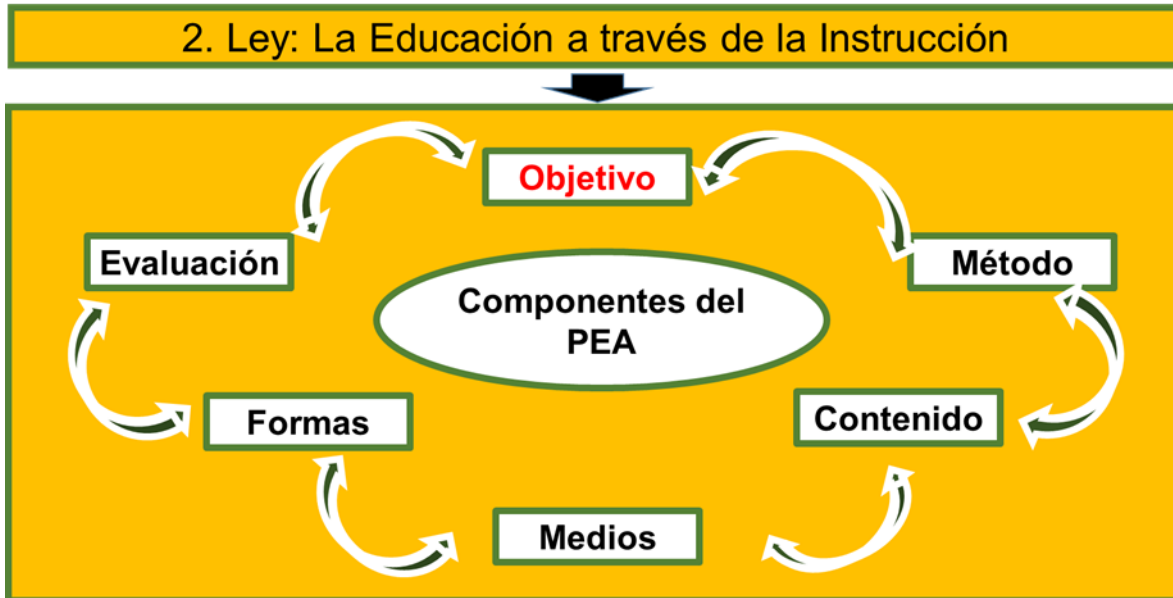 2. Ley: La Educación a través de la Instrucción
Objetivo
Evaluación
Método
Componentes del
PEA
Formas
Contenido
Medios